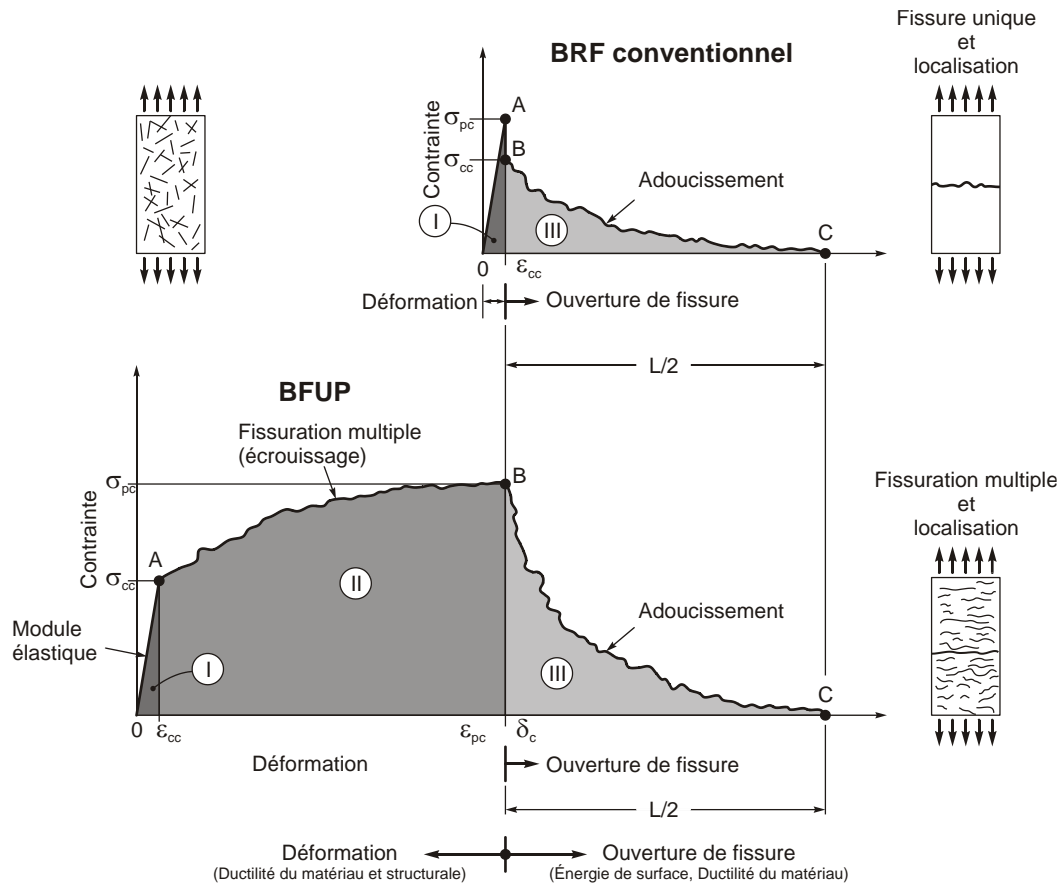 Fissure unique
et
localisation
BRF conventionnel
Contrainte
σpc
σcc
A
B
Adoucissement
I
III
C
0
εcc
Déformation
Ouverture de fissure
L/2
BFUP
Fissuration multiple
(écrouissage)
Contrainte
σpc
B
Fissuration multiple
et
localisation
A
σcc
II
Adoucissement
Module
élastique
I
III
C
0
εcc
εpc
δc
Déformation
Ouverture de fissure
L/2
Déformation
(Ductilité du matériau et structurale)
Ouverture de fissure
(Énergie de surface, Ductilité du matériau)